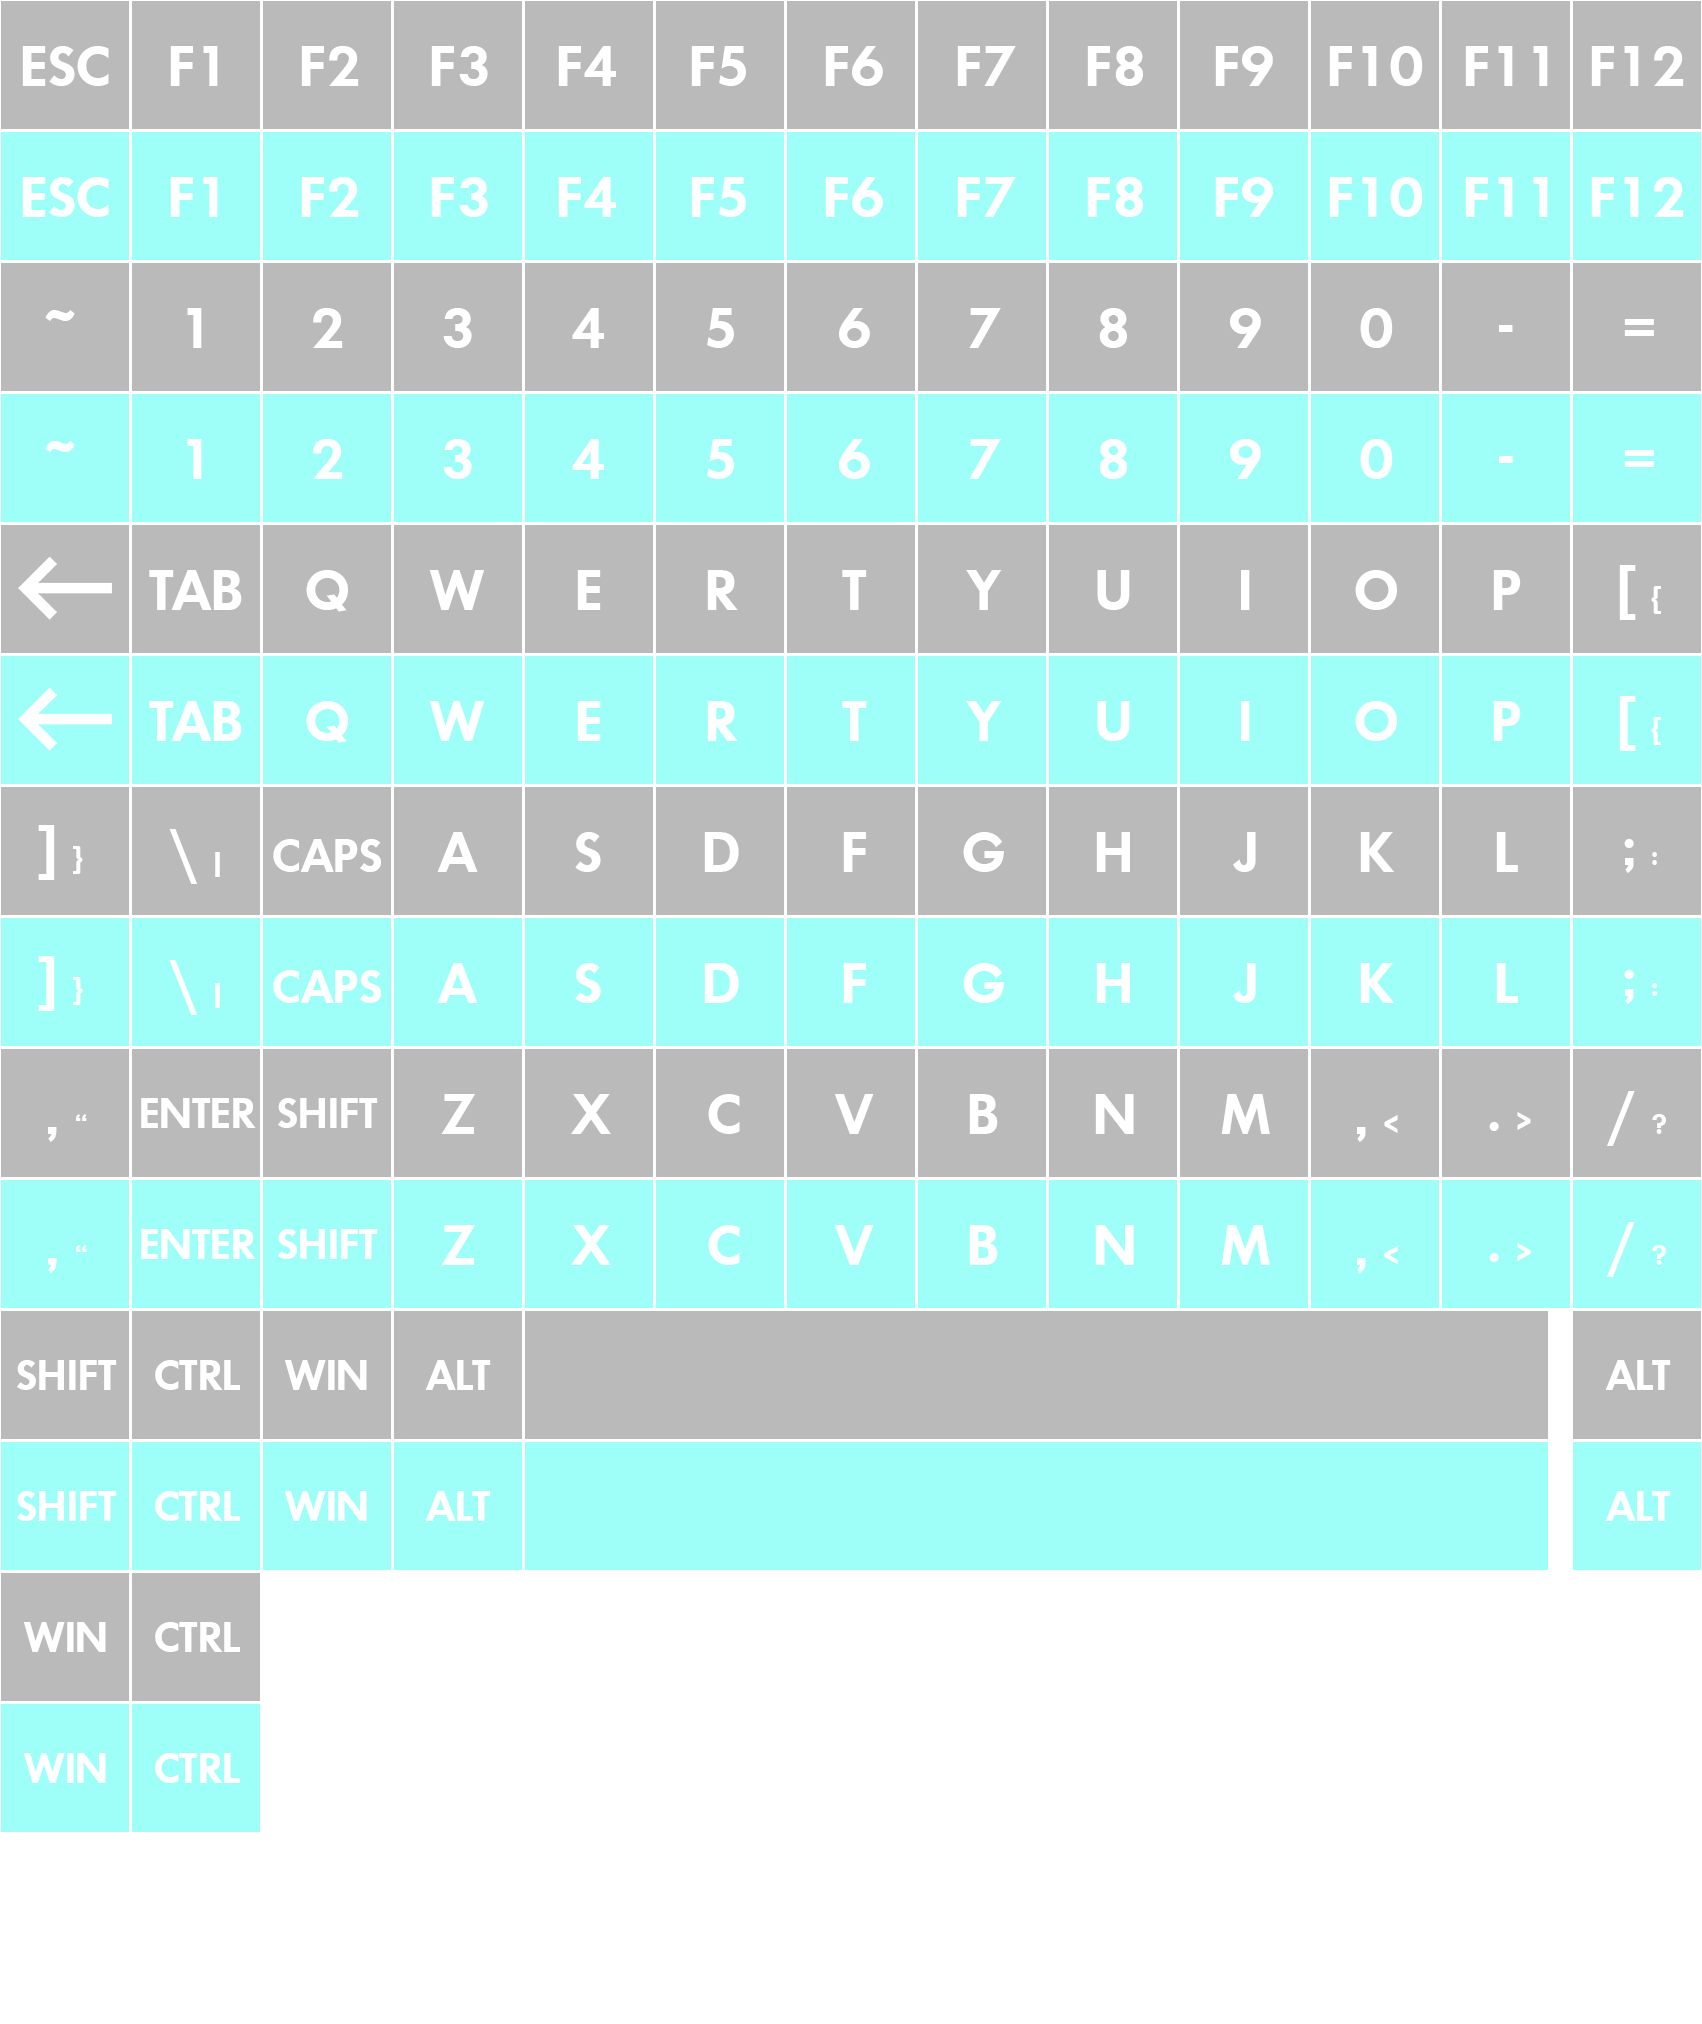 ESC F1 F2 F3 F4 F5 F6 F7 F8 F9 F10 F11 F12
ESC F1 F2 F3 F4 F5 F6 F7 F8 F9 F10 F11 F12
~ 1 2 3 4 5 6 7 8 9 0 - =
~ 1 2 3 4 5 6 7 8 9 0 - =
← TAB Q W E R T Y U I O P [ {
← TAB Q W E R T Y U I O P [ {
] } \ | CAPS A S D F G H J K L ; :
] } \ | CAPS A S D F G H J K L ; :
, “ ENTER SHIFT Z X C V B N M , < . > / ?
, “ ENTER SHIFT Z X C V B N M , < . > / ?
SHIFT CTRL WIN ALT ALT
SHIFT CTRL WIN ALT ALT
WIN CTRL
WIN CTRL